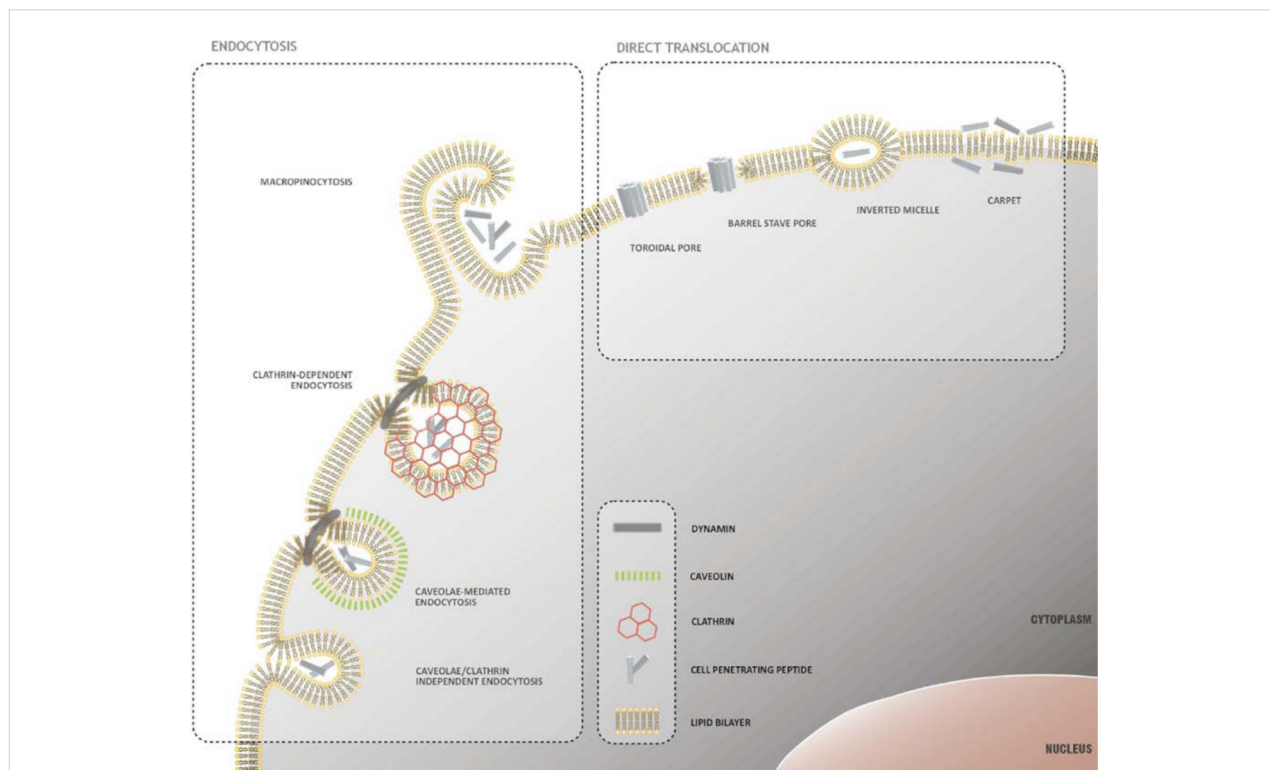 ENDOCYTOSIS
DIRECT TRANSLOCATION
MACROPINOCYTOSIS
TOROIDAL PORE
BARREL STAVE PORE
INVERTED MICELLE
CARPET
CLATHRIN-DEPENDENT
ENDOCYTOSIS
CAVEOLAE-MEDIATED
ENDOCYTOSIS
CAVEOLAE/CLATHRIN
INDEPENDENT ENDOCYTOSIS
DYNAMIN
CAVEOLIN
CLATHRIN
CELL PENETRATING PEPTIDE
LIPID BILAYER
CYTOPLASM
NUCLEUS